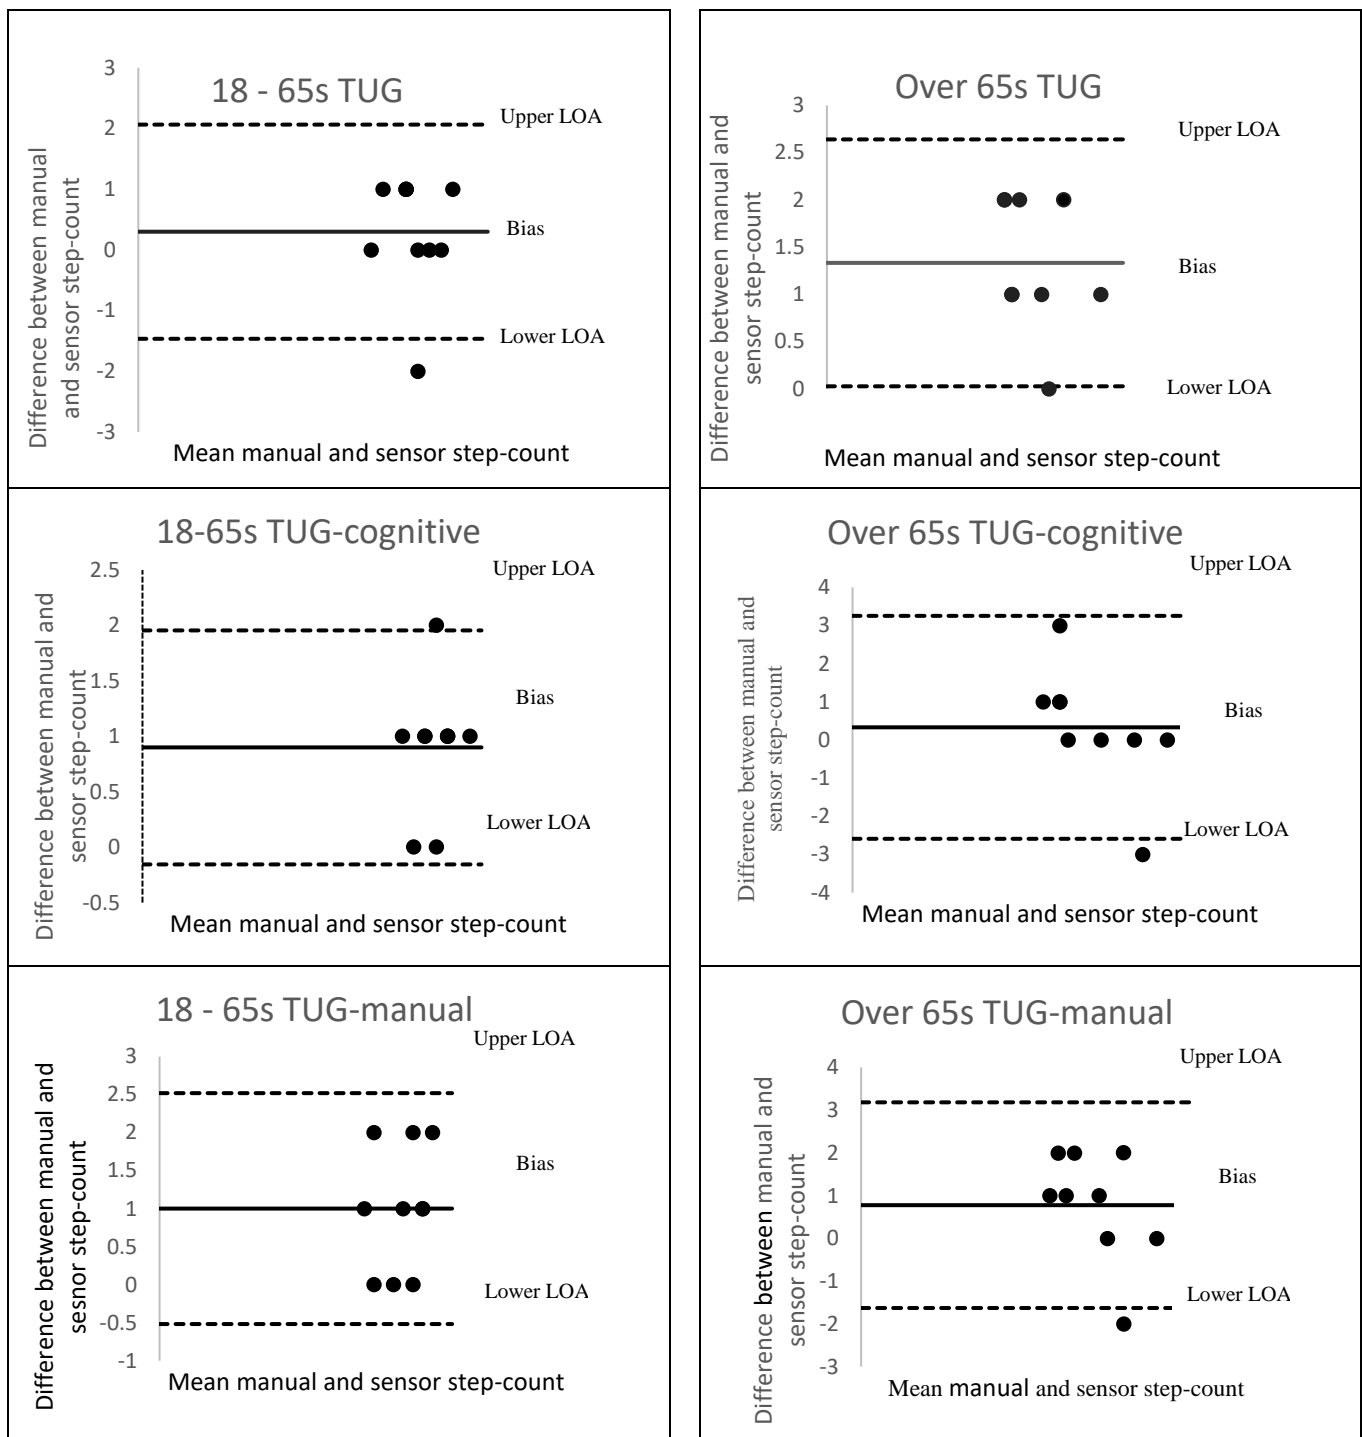 18 - 65s TUG
3
2
1
0
-1
-2
-3
Upper LOA
Bias
Lower LOA
Difference between manual
and sensor step-count
Mean manual and sensor step-count
Over 65s TUG
3
2.5
2
1.5
1
0.5
0
Upper LOA
Bias
Lower LOA
Difference between manual and
sensor step-count
Mean manual and sensor step-count
18-65s TUG-cognitive
2.5
2
1.5
1
0.5
0
-0.5
Upper LOA
Bias
Lower LOA
Difference between manual and
sensor step-count
Mean manual and sensor step-count
Over 65s TUG-cognitive
4
3
2
1
0
-1
-2
-3
-4
Upper LOA
Bias
Lower LOA
Difference between manual and
sensor step-count
Mean manual and sensor step-count
18 - 65s TUG-manual
3
2.5
2
1.5
1
0.5
0
-0.5
-1
Upper LOA
Bias
Lower LOA
Difference between manual and
sesnor step-count
Mean manual and sensor step-count
Over 65s TUG-manual
4
3
2
1
0
-1
-2
-3
Upper LOA
Bias
Lower LOA
Difference between manual and
sensor step-count
Mean manual and sensor step-count